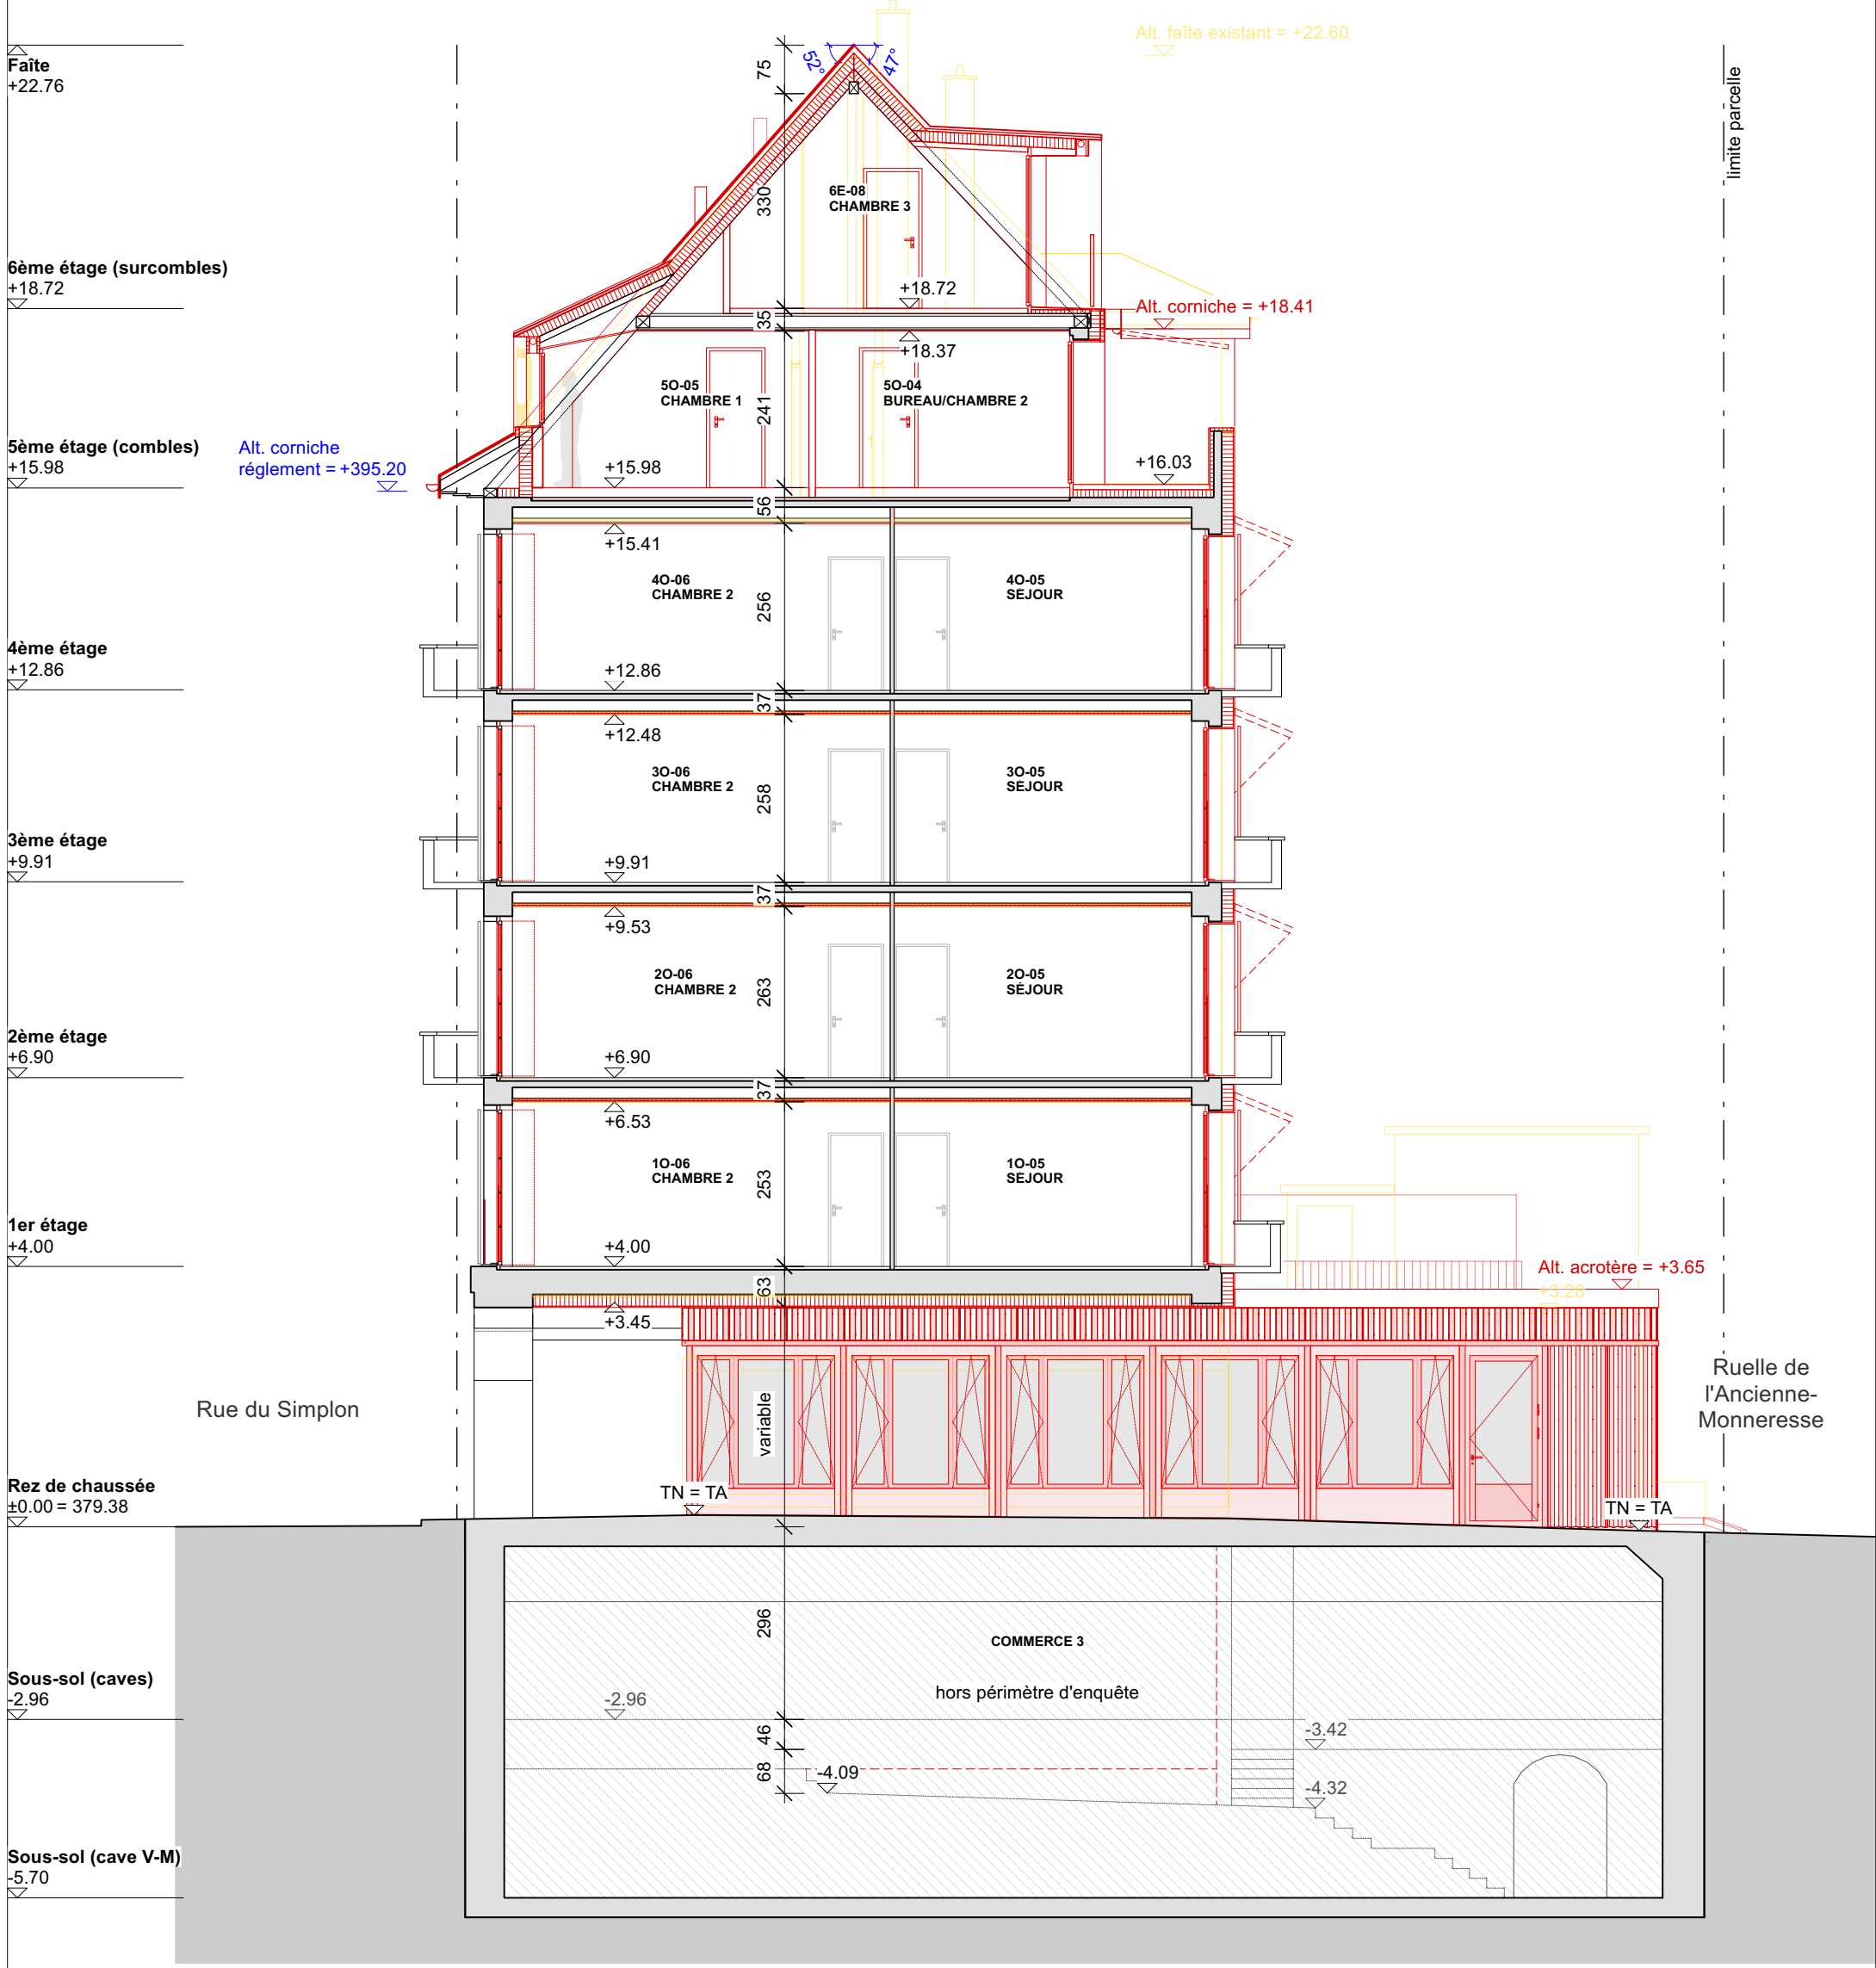 Alt. faîte existant = +22.60
Faîte
+22.76
52°
47°
75
limite parcelle
330
6E-08
CHAMBRE 3
6ème étage (surcombles)
+18.72
+18.72
Alt. corniche = +18.41
35
+18.37
5O-05
CHAMBRE 1
241
5O-04
BUREAU/CHAMBRE 2
5ème étage (combles)
+15.98
Alt. corniche
réglement = +395.20
+15.98
+16.03
56
+15.41
4O-06
CHAMBRE 2
256
4O-05
SEJOUR
4ème étage
+12.86
+12.86
37
+12.48
3O-06
CHAMBRE 2
258
3O-05
SEJOUR
3ème étage
+9.91
+9.91
37
+9.53
2O-06
CHAMBRE 2
263
2O-05
SÉJOUR
2ème étage
+6.90
+6.90
37
+6.53
1O-06
CHAMBRE 2
253
1O-05
SEJOUR
1er étage
+4.00
+4.00
63
Alt. acrotère = +3.65
+3.28
+3.45
Rue du Simplon
variable
Ruelle de
l'Ancienne-
Monneresse
Rez de chaussée
±0.00 = 379.38
TN = TA
TN = TA
296
COMMERCE 3
hors périmètre d'enquête
Sous-sol (caves)
-2.96
-2.96
46
-3.42
68
-4.09
-4.32
Sous-sol (cave V-M)
-5.70